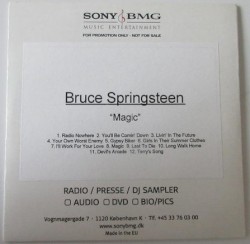 SONY BMG
MUSIC ENTERTAINMENT
FOR PROMOTION ONLY - NOT FOR SALE
Bruce Springsteen
"Magic"
1. Radio Nowhere 2. You'll Be Comin' Down 3. Livin' In The Future
4. Your Own Worst Enemy 5. Gypsy Biker 6. Girls In Their Summer Clothes
7. I'll Work For Your Love 8. Magic 9. Last To Die 10. Long Walk Home
11. Devil's Arcade 12. Terry's Song
RADIO / PRESSE / DJ SAMPLER
AUDIO DVD BIO/PICS
Vognmagergade 7 - 1120 København K - Tlf. +45 33 76 03 00
www.sonybmg.dk
Made in the EU